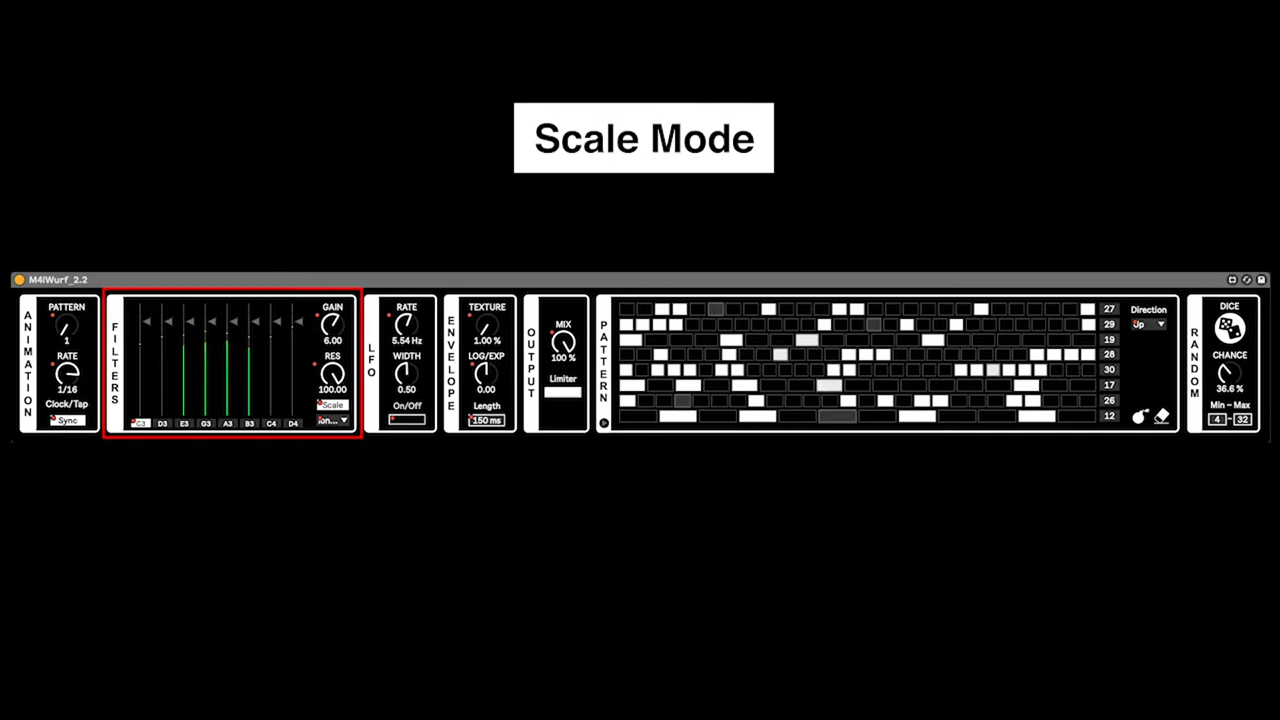 Scale Mode
M4lWurf_2.2
ANIMATION
PATTERN
1
RATE
1/16
Clock/Tap
Sync
FILTERS
C3 D3 E3 G3 A3 B3 C4 D4
GAIN
6.00
RES
100.00
Scale
LFO
RATE
5.54 Hz
WIDTH
0.50
On/Off
ENVELOPE
TEXTURE
1.00 %
LOG/EXP
0.00
Length
150 ms
OUTPUT
MIX
100 %
Limiter
PATTERN
27
29
19
28
30
17
26
12
Direction
Up
RANDOM
DICE
CHANCE
36.6 %
Min ~ Max
4 ~ 32